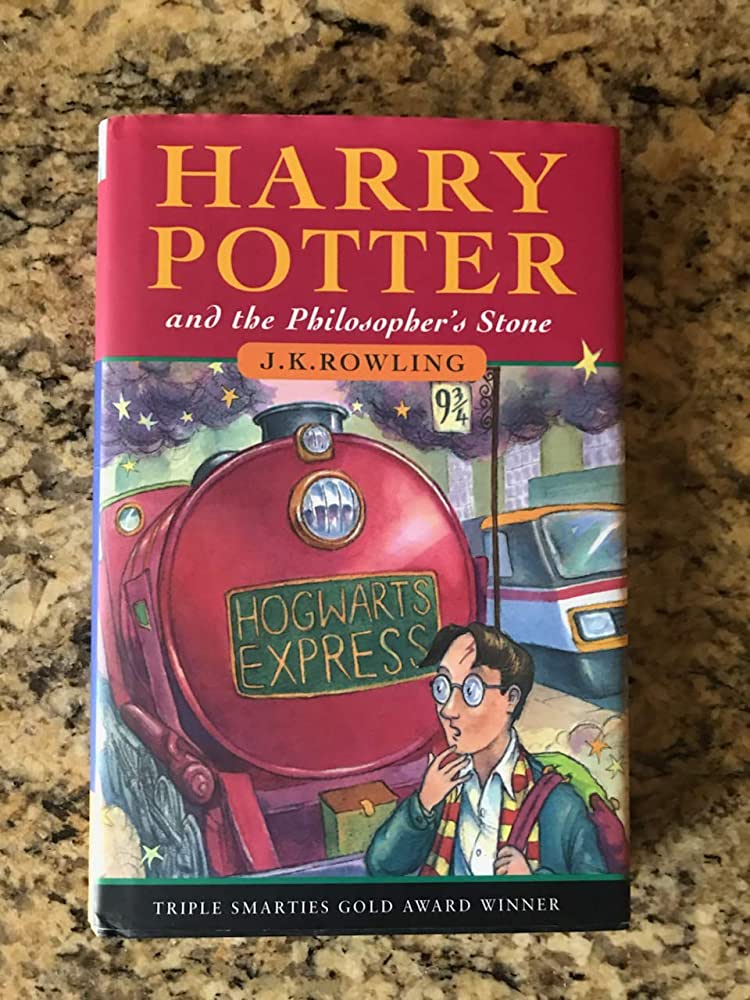 HARRY
POTTER
and the Philosopher's Stone
J.K.ROWLING
9¾
HOGWARTS
EXPRESS
TRIPLE SMARTIES GOLD AWARD WINNER